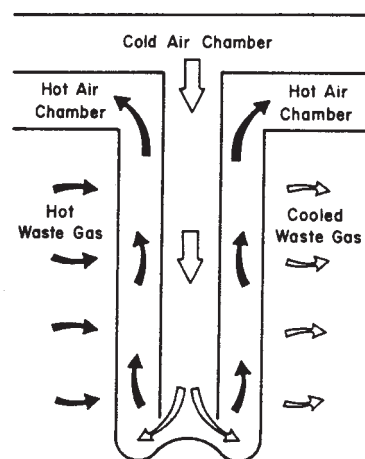 Cold Air Chamber
Hot Air
Chamber
Hot Air
Chamber
Hot
Waste Gas
Cooled
Waste Gas